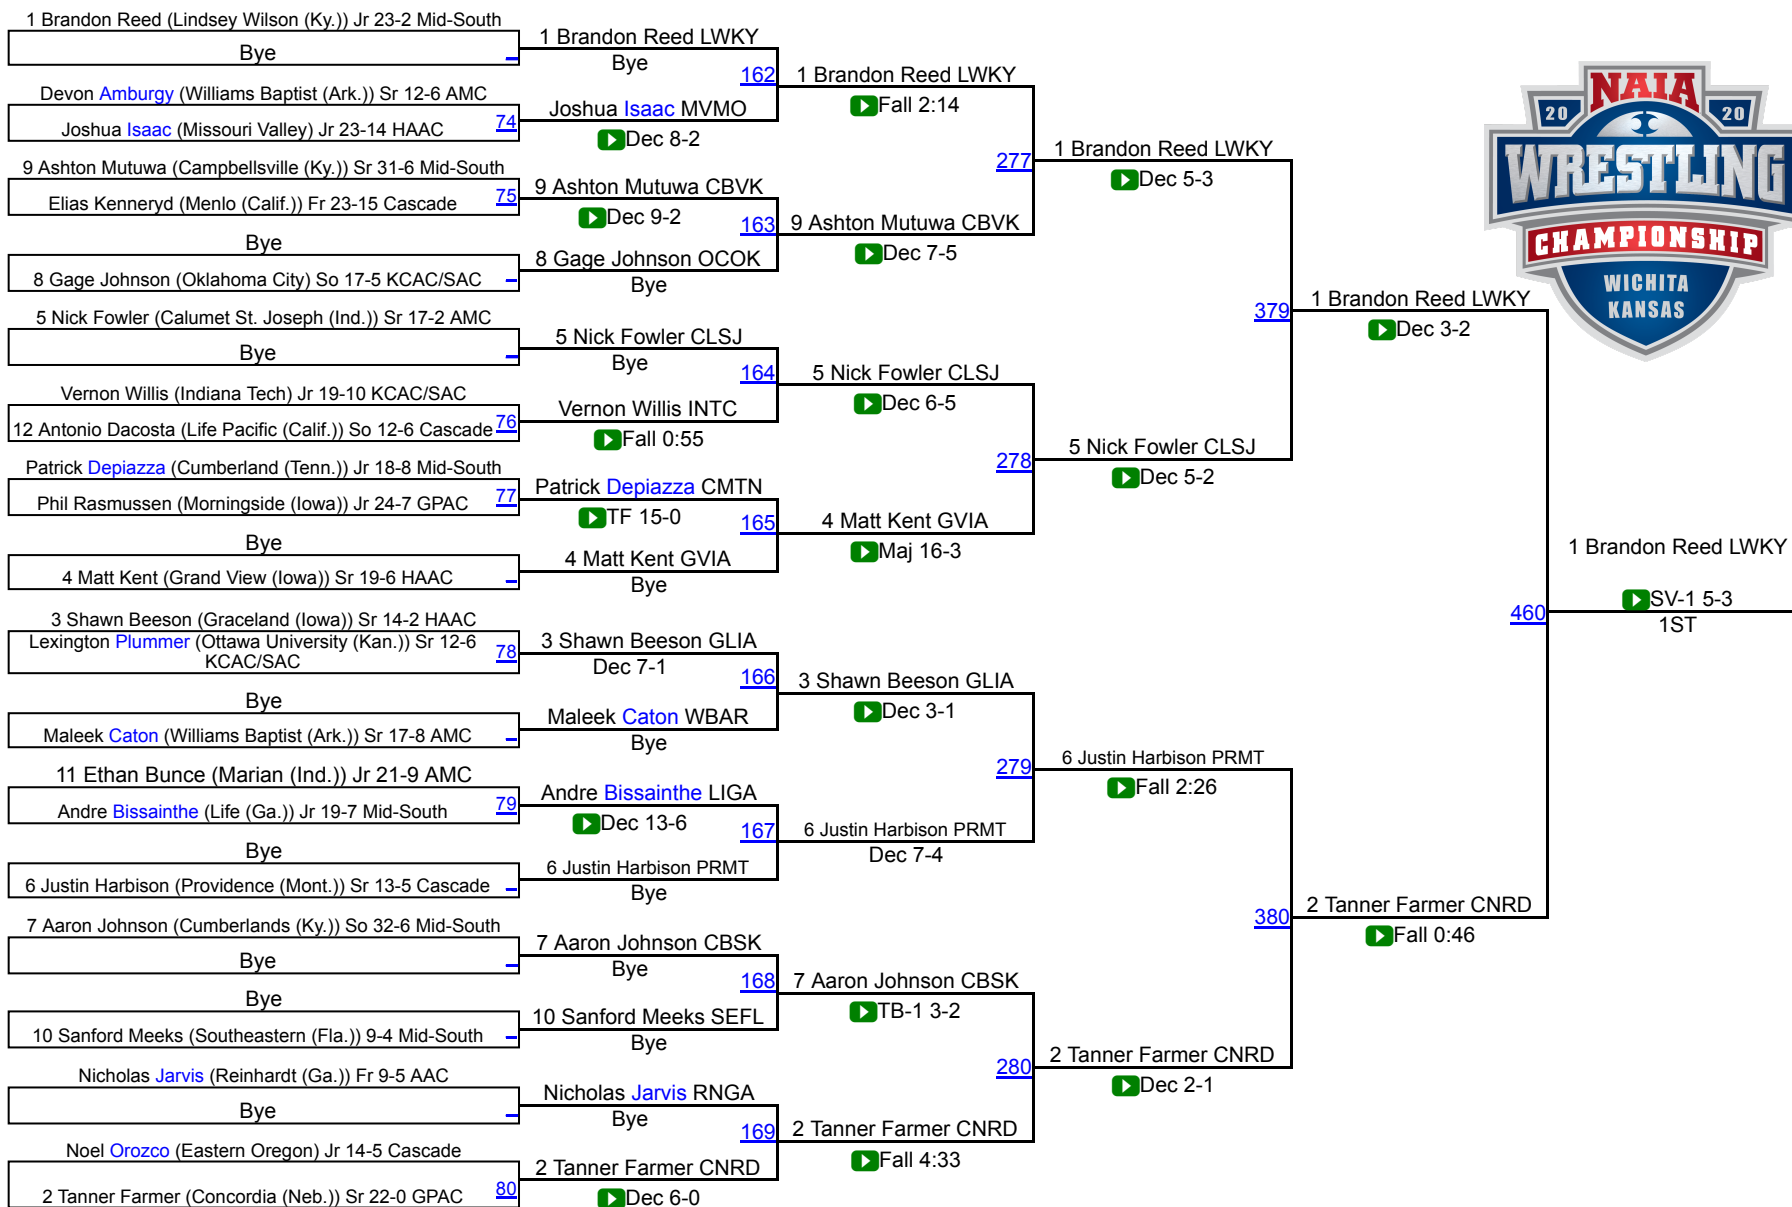 1 Brandon Reed (Lindsey Wilson (Ky.)) Jr 23-2 Mid-South
Bye
Devon Amburgy (Williams Baptist (Ark.)) Sr 12-6 AMC
Joshua Isaac (Missouri Valley) Jr 23-14 HAAC
74
9 Ashton Mutuwa (Campbellsville (Ky.)) Sr 31-6 Mid-South
Elias Kenneryd (Menlo (Calif.)) Fr 23-15 Cascade
75
Bye
8 Gage Johnson (Oklahoma City) So 17-5 KCAC/SAC
5 Nick Fowler (Calumet St. Joseph (Ind.)) Sr 17-2 AMC
Bye
Vernon Willis (Indiana Tech) Jr 19-10 KCAC/SAC
12 Antonio Dacosta (Life Pacific (Calif.)) So 12-6 Cascade
76
Patrick Depiazza (Cumberland (Tenn.)) Jr 18-8 Mid-South
Phil Rasmussen (Morningside (Iowa)) Jr 24-7 GPAC
77
Bye
4 Matt Kent (Grand View (Iowa)) Sr 19-6 HAAC
3 Shawn Beeson (Graceland (Iowa)) Sr 14-2 HAAC
Lexington Plummer (Ottawa University (Kan.)) Sr 12-6
KCAC/SAC
78
Bye
Maleek Caton (Williams Baptist (Ark.)) Sr 17-8 AMC
11 Ethan Bunce (Marian (Ind.)) Jr 21-9 AMC
Andre Bissainthe (Life (Ga.)) Jr 19-7 Mid-South
79
Bye
6 Justin Harbison (Providence (Mont.)) Sr 13-5 Cascade
7 Aaron Johnson (Cumberlands (Ky.)) So 32-6 Mid-South
Bye
Bye
10 Sanford Meeks (Southeastern (Fla.)) 9-4 Mid-South
Nicholas Jarvis (Reinhardt (Ga.)) Fr 9-5 AAC
Bye
Noel Orozco (Eastern Oregon) Jr 14-5 Cascade
2 Tanner Farmer (Concordia (Neb.)) Sr 22-0 GPAC
80
1 Brandon Reed LWKY
Bye
162
Joshua Isaac MVMO
Dec 8-2
9 Ashton Mutuwa CBVK
Dec 9-2
163
8 Gage Johnson OCOK
Bye
5 Nick Fowler CLSJ
Bye
164
Vernon Willis INTC
Fall 0:55
Patrick Depiazza CMTN
TF 15-0
165
4 Matt Kent GVIA
Bye
3 Shawn Beeson GLIA
Dec 7-1
166
Maleek Caton WBAR
Bye
Andre Bissainthe LIGA
Dec 13-6
167
6 Justin Harbison PRMT
Bye
7 Aaron Johnson CBSK
Bye
168
10 Sanford Meeks SEFL
Bye
Nicholas Jarvis RNGA
Bye
169
2 Tanner Farmer CNRD
Dec 6-0
1 Brandon Reed LWKY
Fall 2:14
277
9 Ashton Mutuwa CBVK
Dec 7-5
5 Nick Fowler CLSJ
Dec 6-5
278
4 Matt Kent GVIA
Maj 16-3
3 Shawn Beeson GLIA
Dec 3-1
279
6 Justin Harbison PRMT
Dec 7-4
7 Aaron Johnson CBSK
TB-1 3-2
280
2 Tanner Farmer CNRD
Fall 4:33
1 Brandon Reed LWKY
Dec 5-3
379
5 Nick Fowler CLSJ
Dec 5-2
6 Justin Harbison PRMT
Fall 2:26
380
2 Tanner Farmer CNRD
Dec 2-1
1 Brandon Reed LWKY
Dec 3-2
460
2 Tanner Farmer CNRD
Fall 0:46
1 Brandon Reed LWKY
SV-1 5-3
1ST
NAIA
20 20
WRESTLING
CHAMPIONSHIP
WICHITA
KANSAS